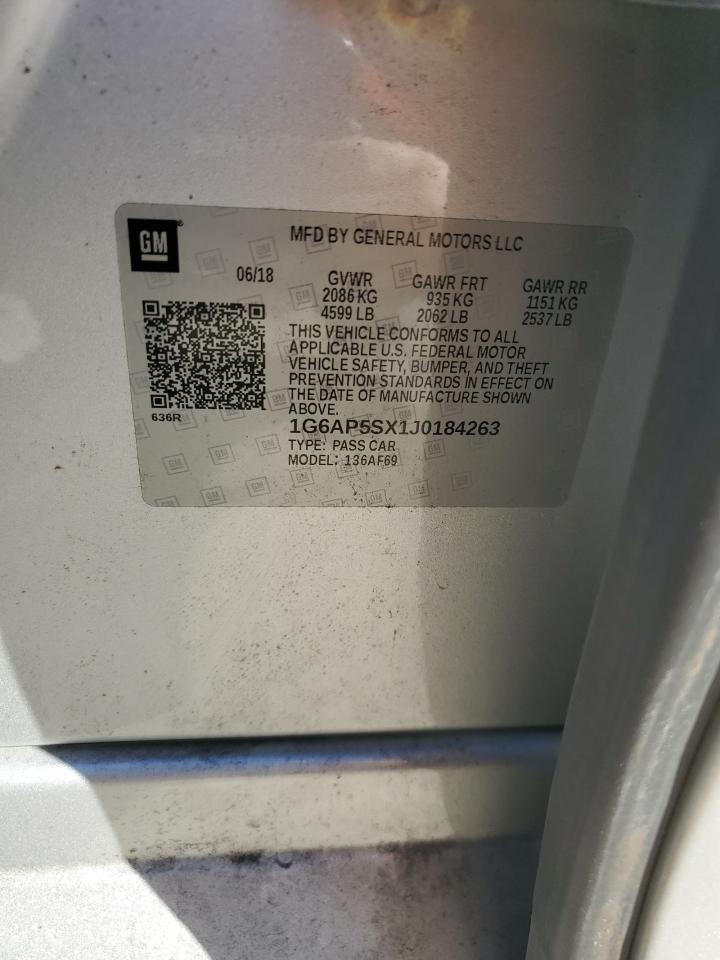 GM
MFD BY GENERAL MOTORS LLC
06/18
GVWR GAWR FRT GAWR RR
2086 KG 935 KG 1151 KG
4599 LB 2062 LB 2537 LB
THIS VEHICLE CONFORMS TO ALL
APPLICABLE U.S. FEDERAL MOTOR
VEHICLE SAFETY, BUMPER, AND THEFT
PREVENTION STANDARDS IN EFFECT ON
THE DATE OF MANUFACTURE SHOWN
ABOVE.
636R
1G6AP5SX1J0184263
TYPE: PASS CAR
MODEL: 136AF69